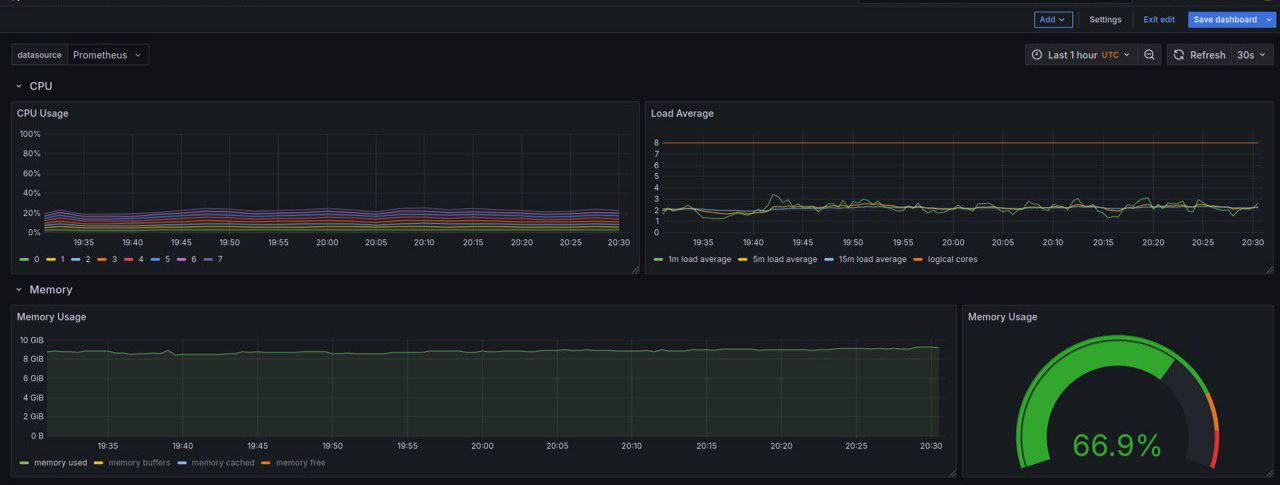 Add Settings Exit edit Save dashboard
datasource Prometheus Last 1 hour UTC Refresh 30s
CPU
CPU Usage
100%
80%
60%
40%
20%
0%
19:35 19:40 19:45 19:50 19:55 20:00 20:05 20:10 20:15 20:20 20:25 20:30
0 1 2 3 4 5 6 7
Load Average
8
7
6
5
4
3
2
1
0
19:35 19:40 19:45 19:50 19:55 20:00 20:05 20:10 20:15 20:20 20:25 20:30
1m load average 5m load average 15m load average logical cores
Memory
Memory Usage
10 GiB
8 GiB
6 GiB
4 GiB
2 GiB
0 B
19:35 19:40 19:45 19:50 19:55 20:00 20:05 20:10 20:15 20:20 20:25 20:30
memory used memory buffers memory cached memory free
Memory Usage
66.9%